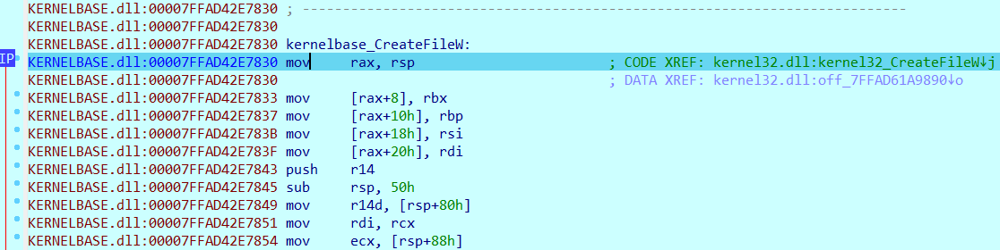 KERNELBASE.dll:00007FFAD42E7830 ; ---------------------------------------------------------------------------
KERNELBASE.dll:00007FFAD42E7830
KERNELBASE.dll:00007FFAD42E7830 kernelbase_CreateFileW:
IP KERNELBASE.dll:00007FFAD42E7830 mov rax, rsp ; CODE XREF: kernel32.dll:kernel32_CreateFileW↓j
KERNELBASE.dll:00007FFAD42E7830 ; DATA XREF: kernel32.dll:off_7FFAD61A9890↓o
KERNELBASE.dll:00007FFAD42E7833 mov [rax+8], rbx
KERNELBASE.dll:00007FFAD42E7837 mov [rax+10h], rbp
KERNELBASE.dll:00007FFAD42E783B mov [rax+18h], rsi
KERNELBASE.dll:00007FFAD42E783F mov [rax+20h], rdi
KERNELBASE.dll:00007FFAD42E7843 push r14
KERNELBASE.dll:00007FFAD42E7845 sub rsp, 50h
KERNELBASE.dll:00007FFAD42E7849 mov r14d, [rsp+80h]
KERNELBASE.dll:00007FFAD42E7851 mov rdi, rcx
KERNELBASE.dll:00007FFAD42E7854 mov ecx, [rsp+88h]